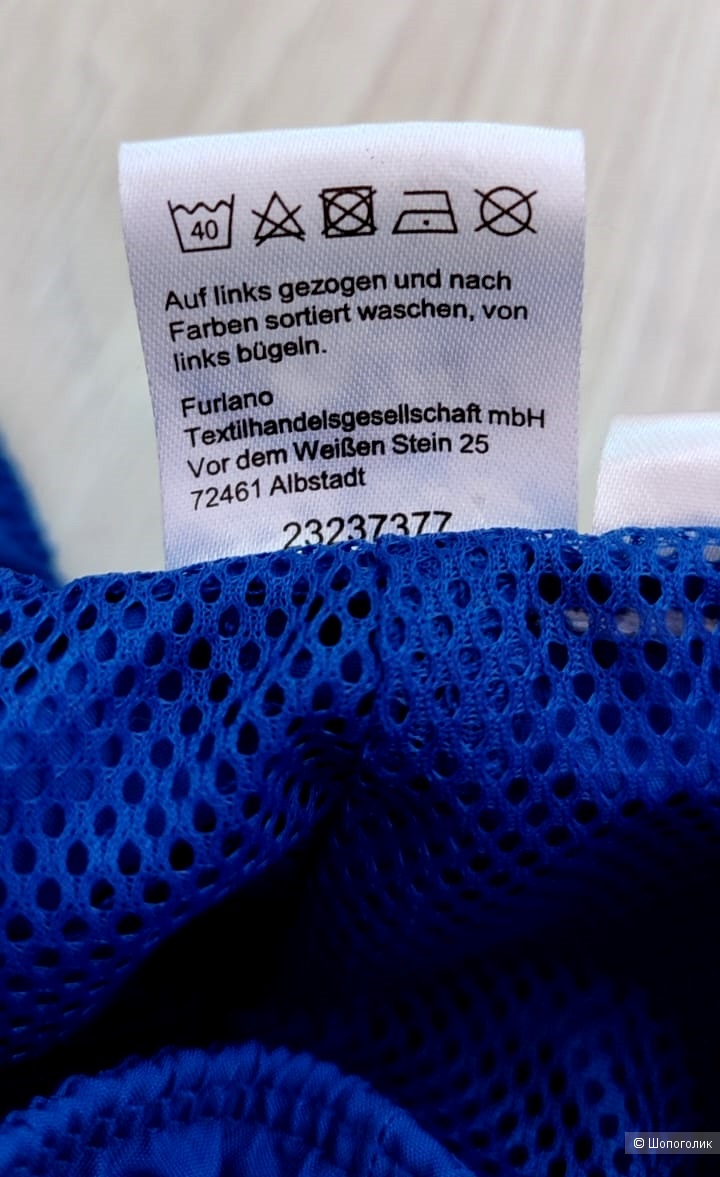 40
Auf links gezogen und nach
Farben sortiert waschen, von
links bügeln.
Furlano
Textilhandelsgesellschaft mbH
Vor dem Weißen Stein 25
72461 Albstadt
23237377
© Шопоголик